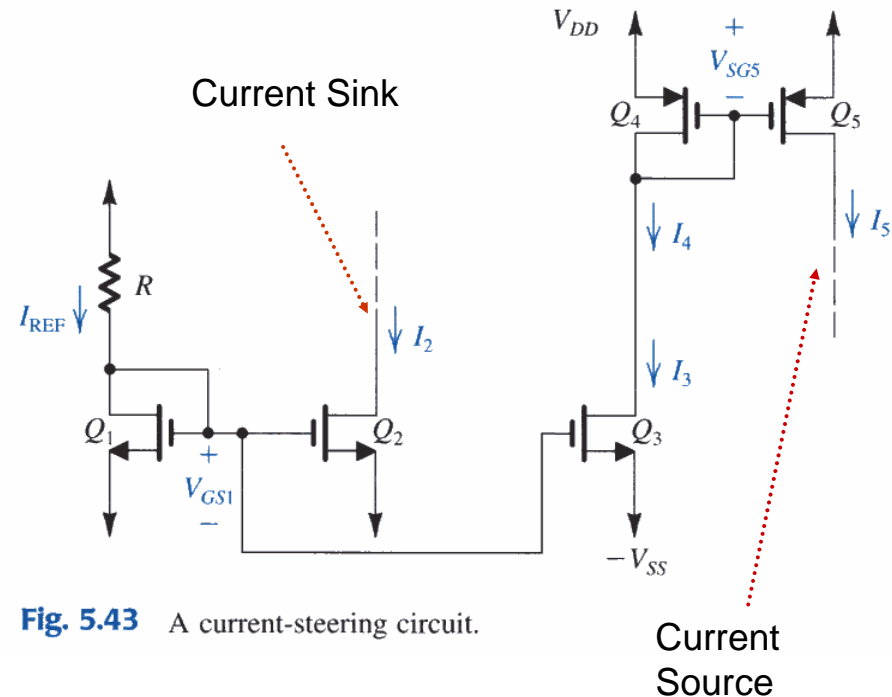 V_DD
+
V_SG5
−
Current Sink
Q_4
Q_5
I_5
I_4
R
I_REF
I_2
I_3
Q_1
Q_2
Q_3
+
V_GS1
−
−V_SS
Fig. 5.43 A current-steering circuit.
Current
Source